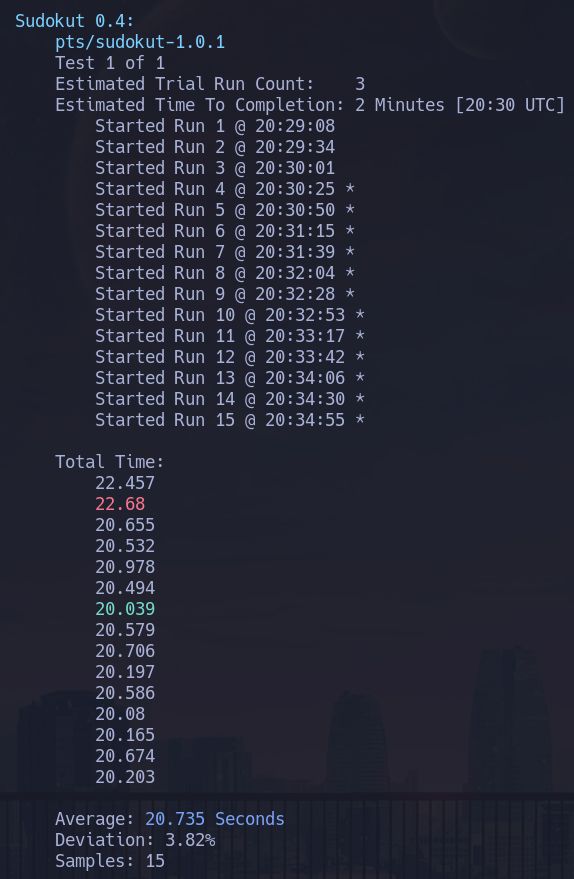 Sudokut 0.4:
pts/sudokut-1.0.1
Test 1 of 1
Estimated Trial Run Count:    3
Estimated Time To Completion: 2 Minutes [20:30 UTC]
Started Run 1 @ 20:29:08
Started Run 2 @ 20:29:34
Started Run 3 @ 20:30:01
Started Run 4 @ 20:30:25 *
Started Run 5 @ 20:30:50 *
Started Run 6 @ 20:31:15 *
Started Run 7 @ 20:31:39 *
Started Run 8 @ 20:32:04 *
Started Run 9 @ 20:32:28 *
Started Run 10 @ 20:32:53 *
Started Run 11 @ 20:33:17 *
Started Run 12 @ 20:33:42 *
Started Run 13 @ 20:34:06 *
Started Run 14 @ 20:34:30 *
Started Run 15 @ 20:34:55 *
Total Time:
22.457
22.68
20.655
20.532
20.978
20.494
20.039
20.579
20.706
20.197
20.586
20.08
20.165
20.674
20.203
Average: 20.735 Seconds
Deviation: 3.82%
Samples: 15